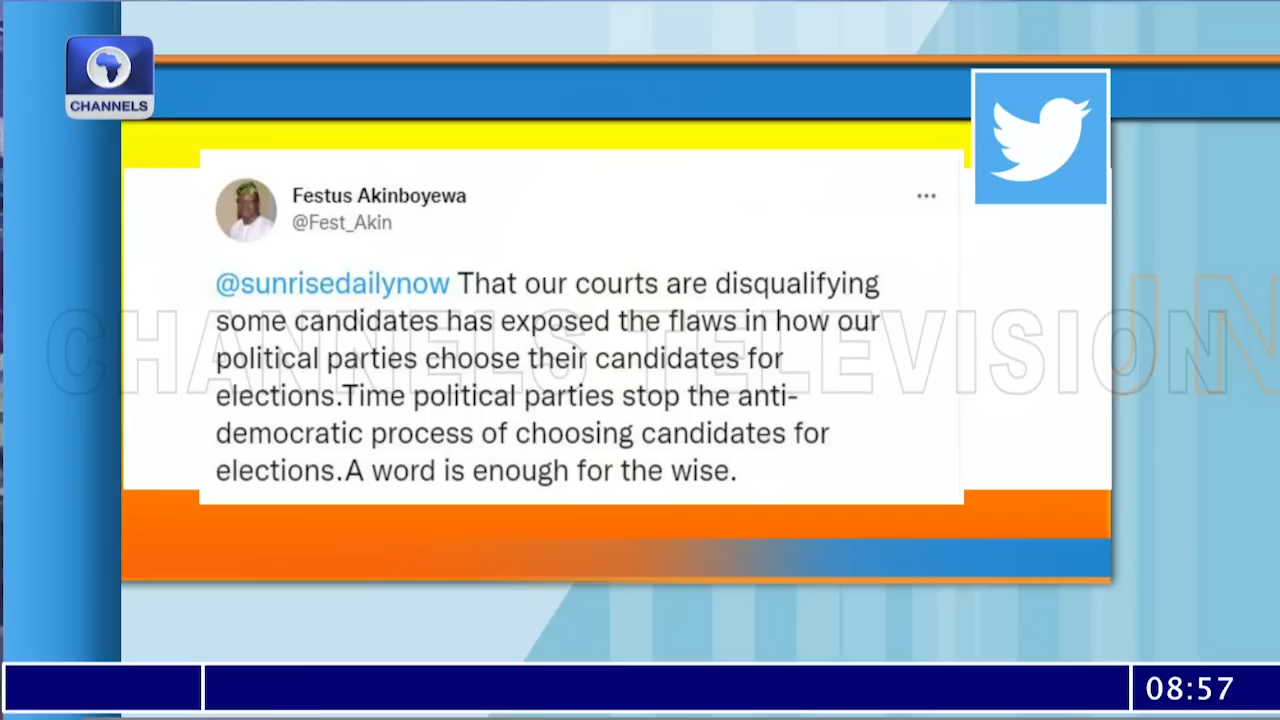 CHANNELS
Festus Akinboyewa
@Fest_Akin
@sunrisedailynow That our courts are disqualifying
some candidates has exposed the flaws in how our
political parties choose their candidates for
elections.Time political parties stop the anti-
democratic process of choosing candidates for
elections.A word is enough for the wise.
CHANNELS TELEVISION
08:57